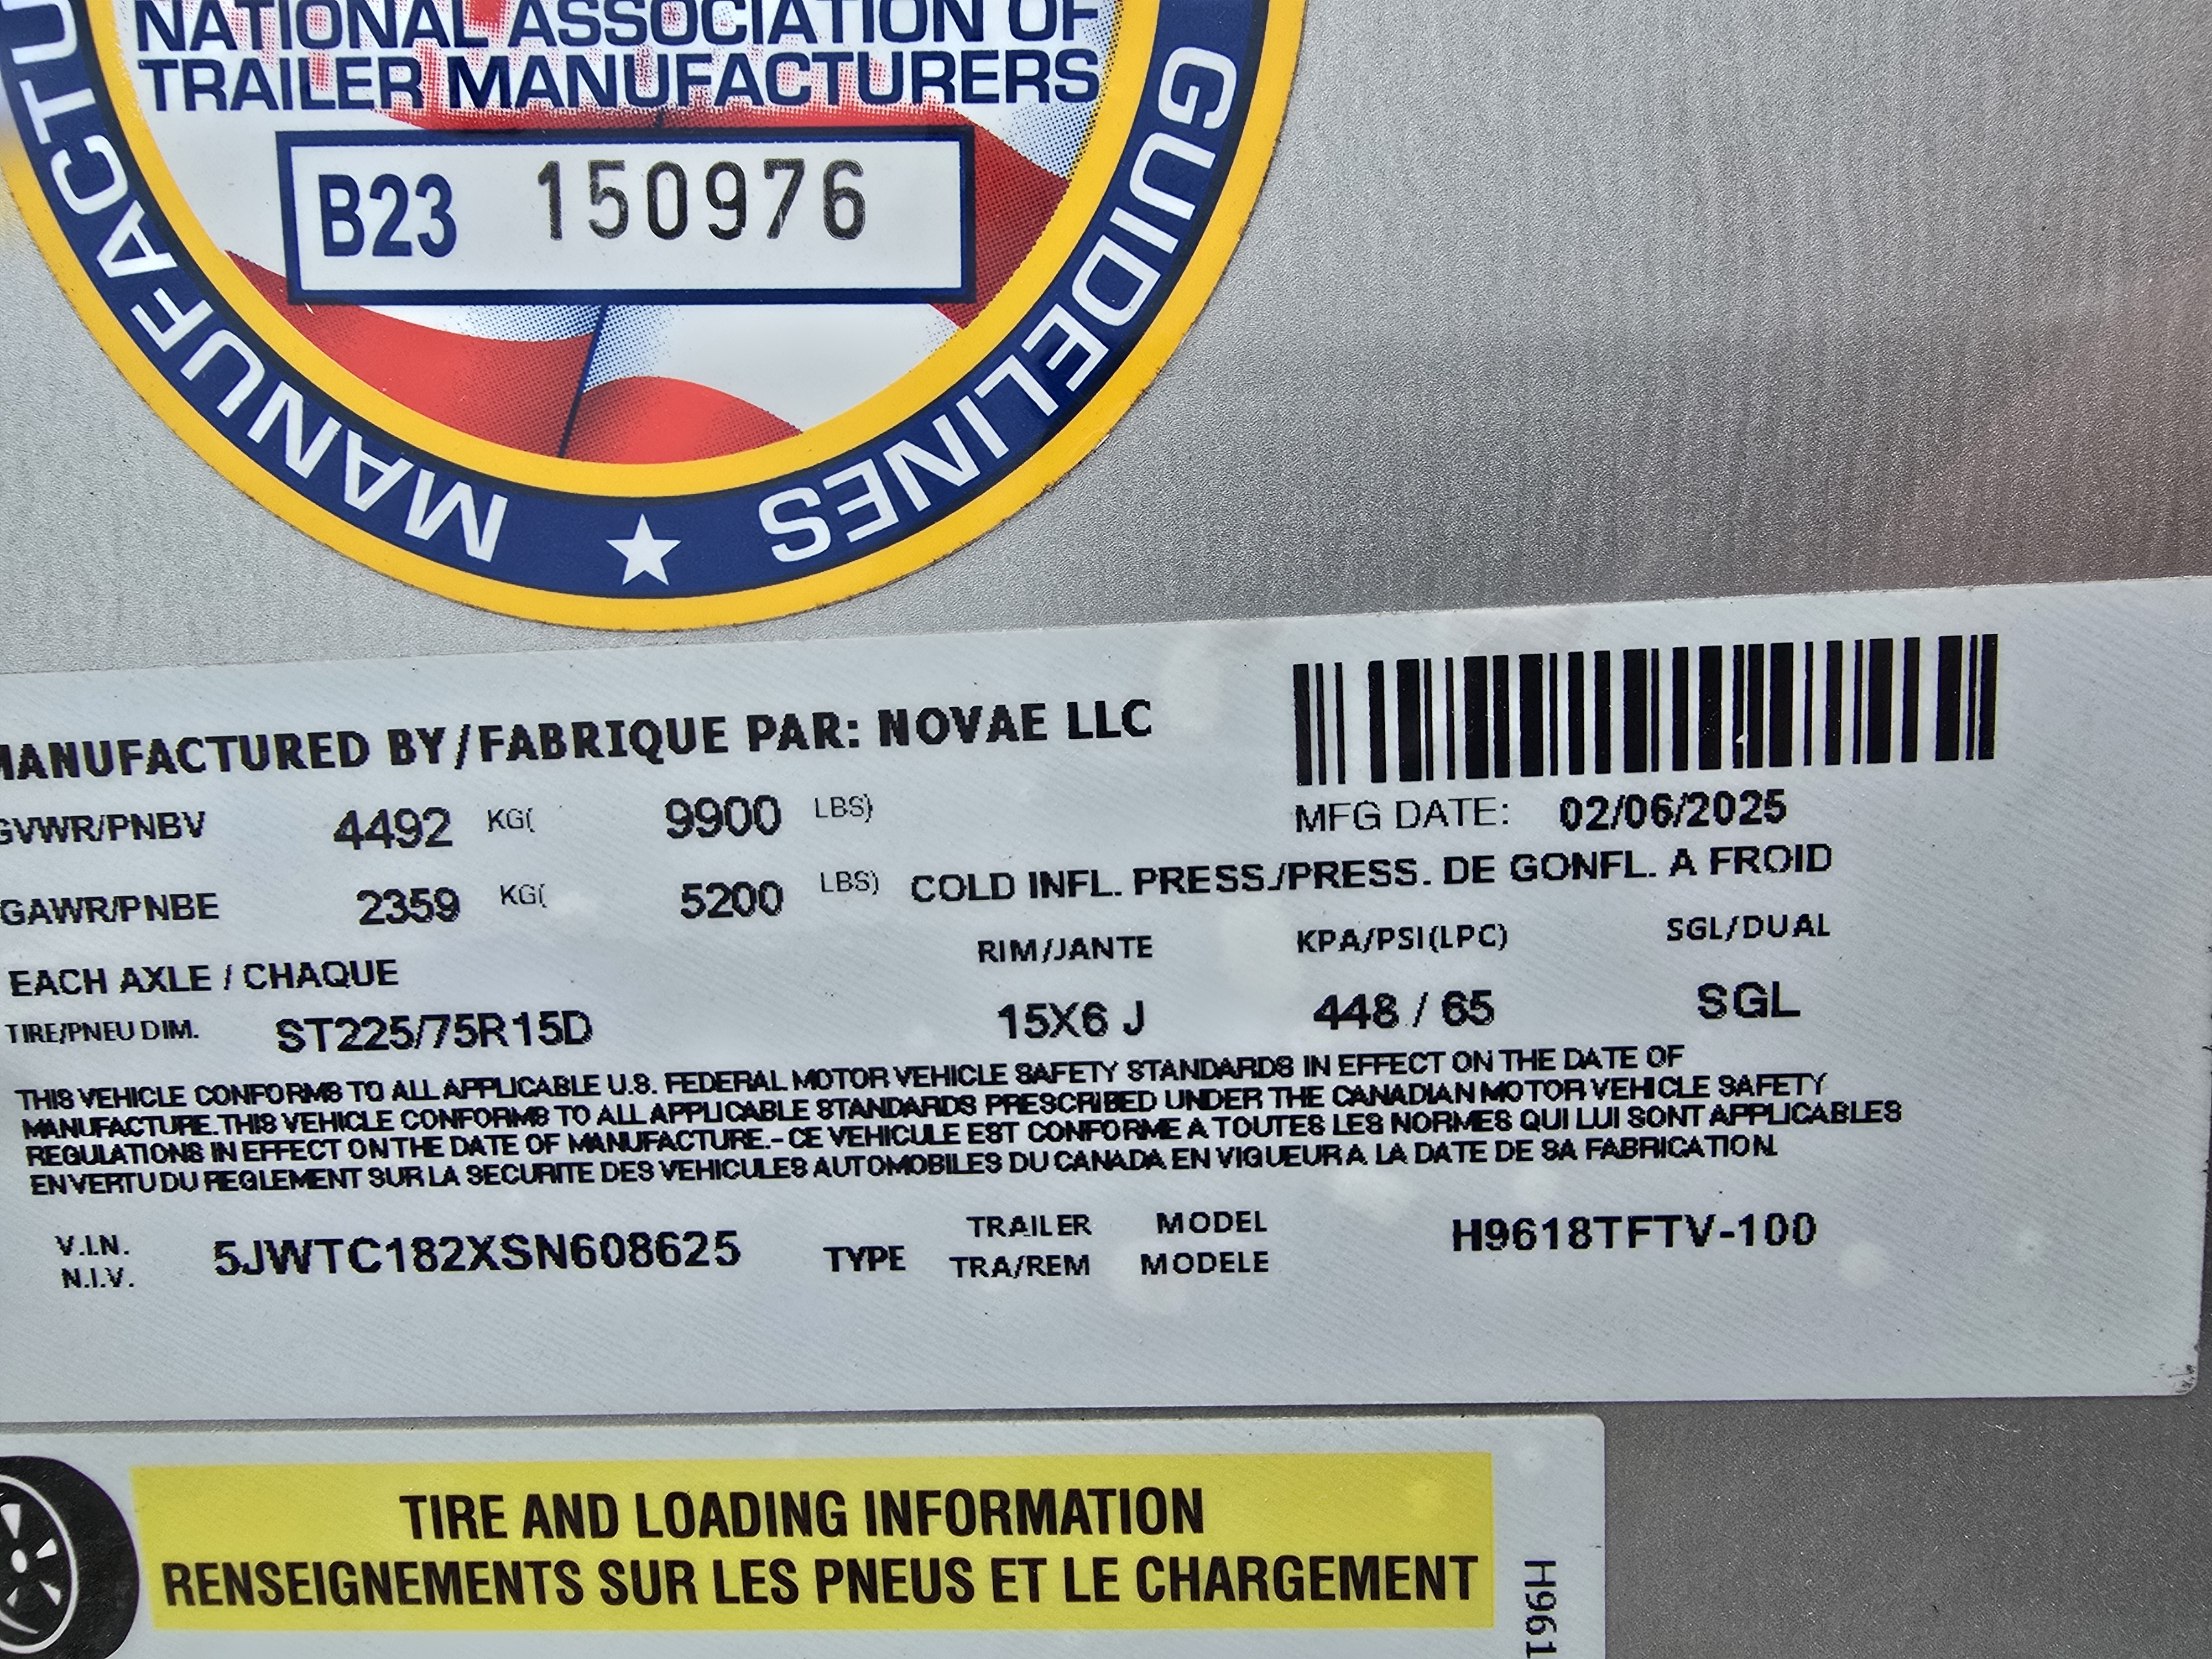 NATIONAL ASSOCIATION OF
TRAILER MANUFACTURERS
B23 150976
MANUFACTU
GUIDELINES
MANUFACTURED BY/FABRIQUE PAR: NOVAE LLC
GVWR/PNBV 4492 KG( 9900 LBS)
MFG DATE: 02/06/2025
GAWR/PNBE 2359 KG( 5200 LBS)
COLD INFL. PRESS./PRESS. DE GONFL. A FROID
EACH AXLE / CHAQUE
RIM/JANTE KPA/PSI(LPC) SGL/DUAL
TIRE/PNEU DIM. ST225/75R15D 15X6 J 448 / 65 SGL
THIS VEHICLE CONFORMS TO ALL APPLICABLE U.S. FEDERAL MOTOR VEHICLE SAFETY STANDARDS IN EFFECT ON THE DATE OF
MANUFACTURE. THIS VEHICLE CONFORMS TO ALL APPLICABLE STANDARDS PRESCRIBED UNDER THE CANADIAN MOTOR VEHICLE SAFETY
REGULATIONS IN EFFECT ON THE DATE OF MANUFACTURE.- CE VEHICULE EST CONFORME A TOUTES LES NORMES QUI LUI SONT APPLICABLES
EN VERTU DU REGLEMENT SUR LA SECURITE DES VEHICULES AUTOMOBILES DU CANADA EN VIGUEUR A LA DATE DE SA FABRICATION.
V.I.N. 5JWTC182XSN608625 TYPE TRAILER MODEL H9618TFTV-100
N.I.V. TRA/REM MODELE
TIRE AND LOADING INFORMATION
RENSEIGNEMENTS SUR LES PNEUS ET LE CHARGEMENT
H961